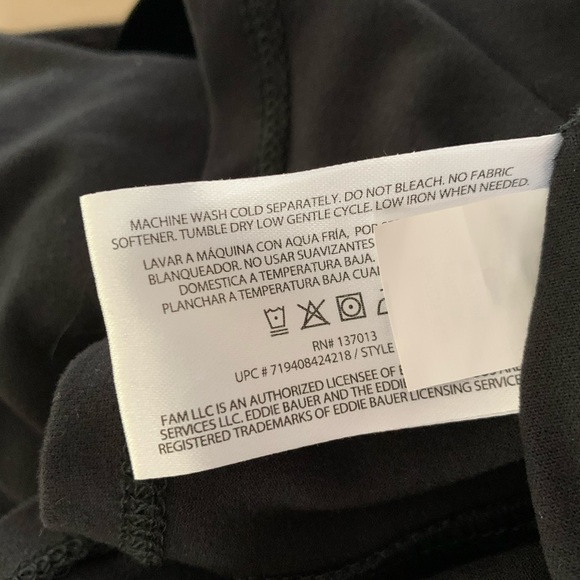 MACHINE WASH COLD SEPARATELY. DO NOT BLEACH. NO FABRIC
SOFTENER. TUMBLE DRY LOW GENTLE CYCLE. LOW IRON WHEN NEEDED.
LAVAR A MÁQUINA CON AQUA FRÍA,
BLANQUEADOR. NO USAR SUAVIZANTES
DOMESTICA A TEMPERATURA BAJA.
PLANCHAR A TEMPERATURA BAJA
RN# 137013
UPC # 719408424218 / STYLE
FAM LLC IS AN AUTHORIZED LICENSEE OF
SERVICES LLC. EDDIE BAUER AND THE EDDIE
REGISTERED TRADEMARKS OF EDDIE BAUER LICENSING SERVICES